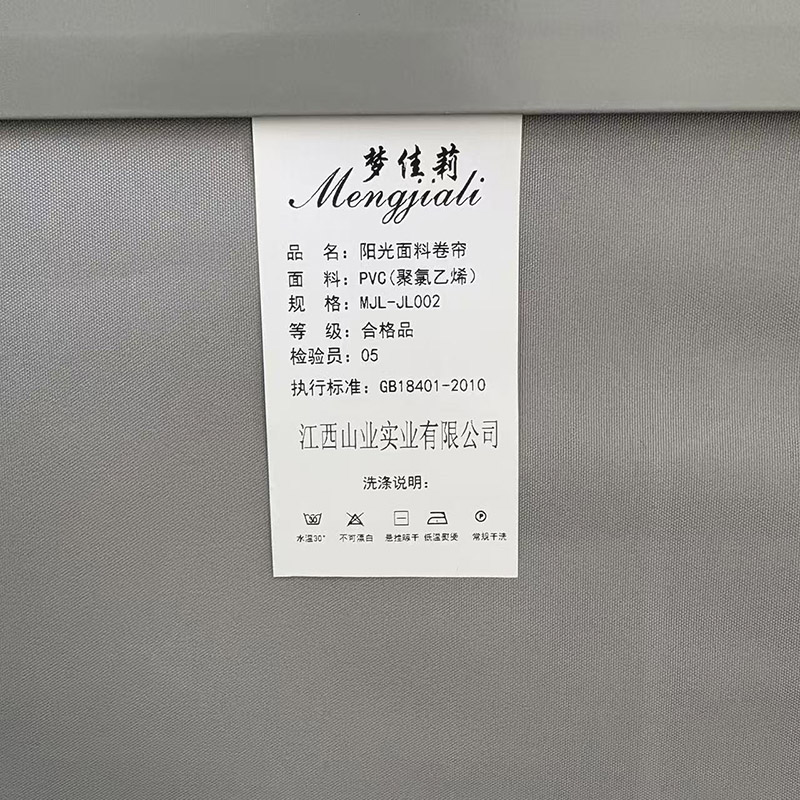 梦佳莉
Mengjiali
品 名：阳光面料卷帘
面 料：PVC(聚氯乙烯)
规 格：MJL-JL002
等 级：合格品
检验员：05
执行标准：GB18401-2010
江西山业实业有限公司
洗涤说明：
30 P
水温30° 不可漂白 悬挂晾干 低温熨烫 常规干洗